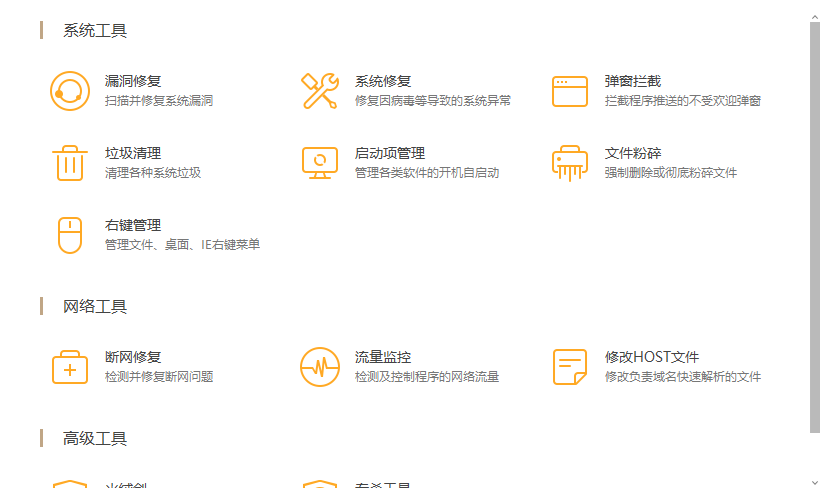 系统工具
漏洞修复
扫描并修复系统漏洞
系统修复
修复因病毒等导致的系统异常
弹窗拦截
拦截程序推送的不受欢迎弹窗
垃圾清理
清理各种系统垃圾
启动项管理
管理各类软件的开机自启动
文件粉碎
强制删除或彻底粉碎文件
右键管理
管理文件、桌面、IE右键菜单
网络工具
断网修复
检测并修复断网问题
流量监控
检测及控制程序的网络流量
修改HOST文件
修改负责域名快速解析的文件
高级工具
火绒剑
专杀工具